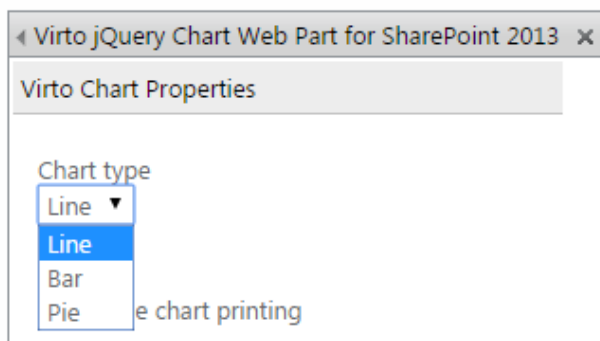 Virto jQuery Chart Web Part for SharePoint 2013
Virto Chart Properties
Chart type
Line
Line
Bar
Pie
e chart printing